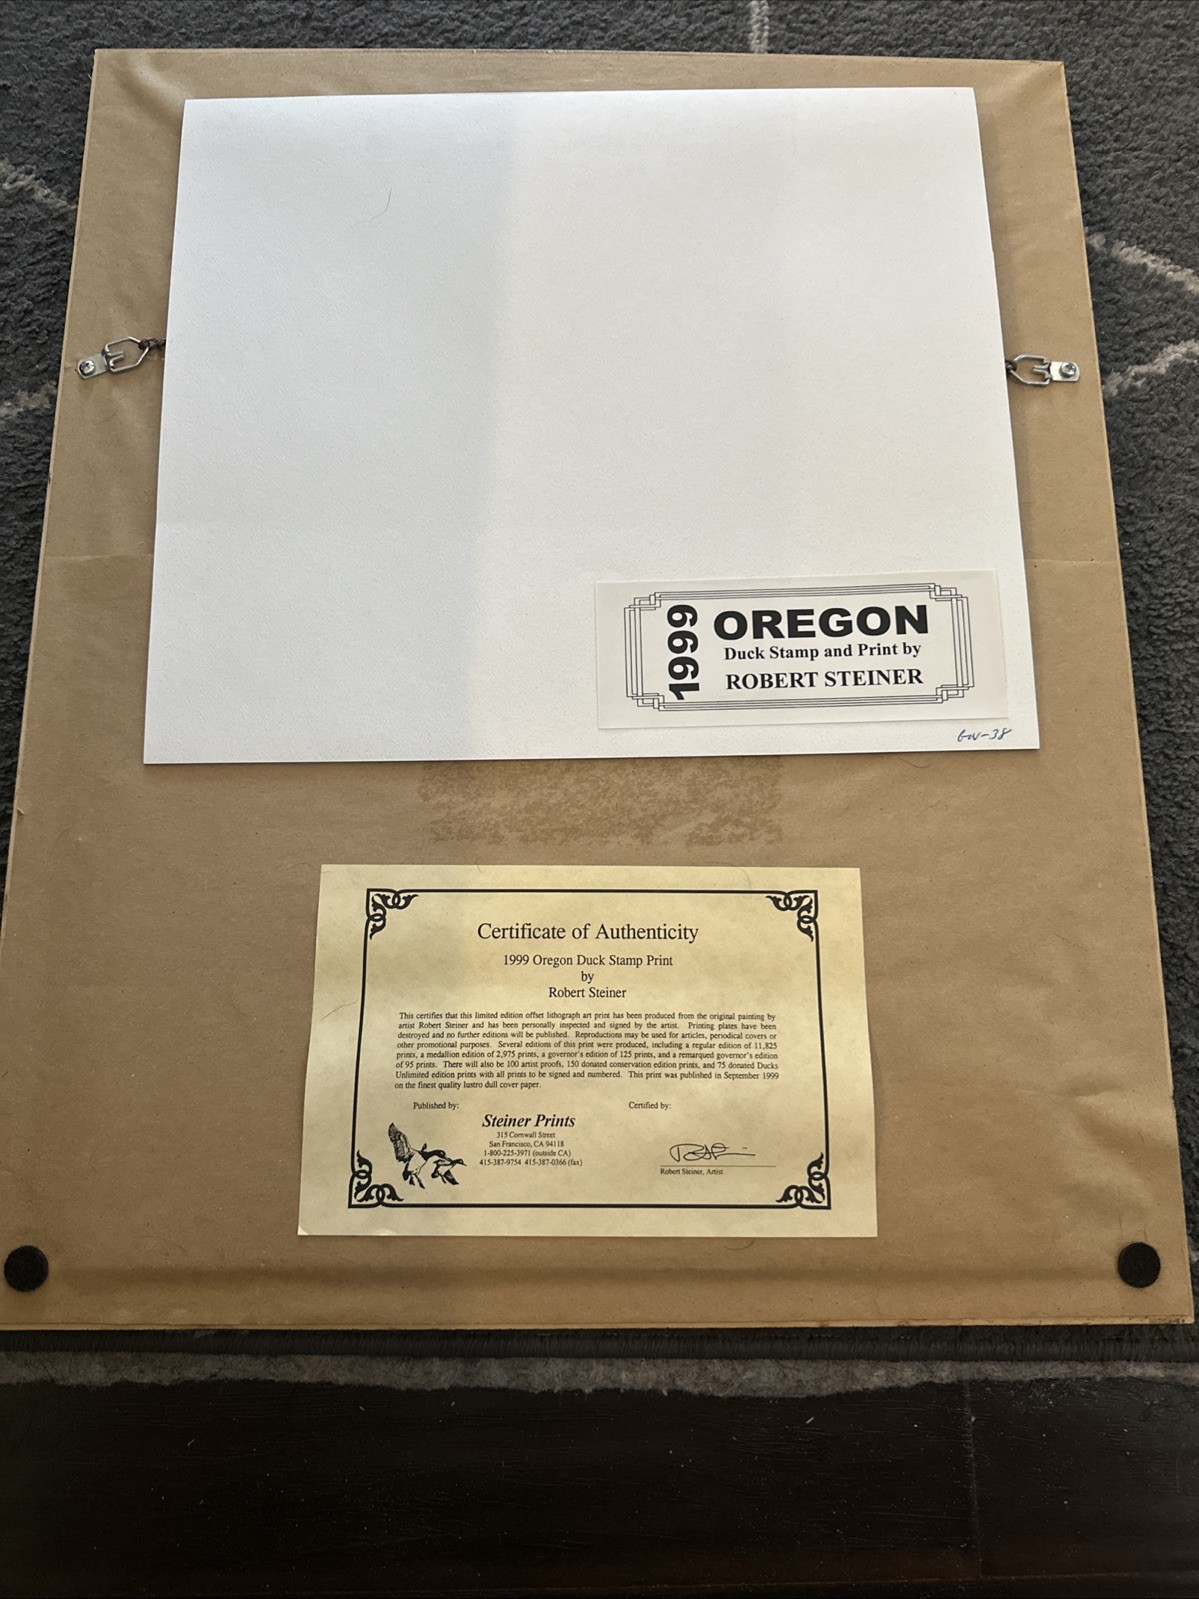 1999
OREGON
Duck Stamp and Print by
ROBERT STEINER
GW-38
Certificate of Authenticity
1999 Oregon Duck Stamp Print
by
Robert Steiner
This certifies that this limited edition offset lithograph art print has been produced from the original painting by
artist Robert Steiner and has been personally inspected and signed by the artist. Printing plates have been
destroyed and no further editions will be published. Reproductions may be used for articles, periodical covers or
other promotional purposes. Several editions of this print were produced, including a regular edition of 11,825
prints, a medallion edition of 2,975 prints, a governor's edition of 125 prints, and a remarqued governor's edition
of 95 prints. There will also be 100 artist proofs, 150 donated conservation edition prints, and 75 donated Ducks
Unlimited edition prints with all prints to be signed and numbered. This print was published in September 1999
on the finest quality lustro dull cover paper.
Published by:
Certified by:
Steiner Prints
315 Cornwall Street
San Francisco, CA 94118
1-800-225-3971 (outside CA)
415-387-9754 415-387-0366 (fax)
Robert Steiner, Artist